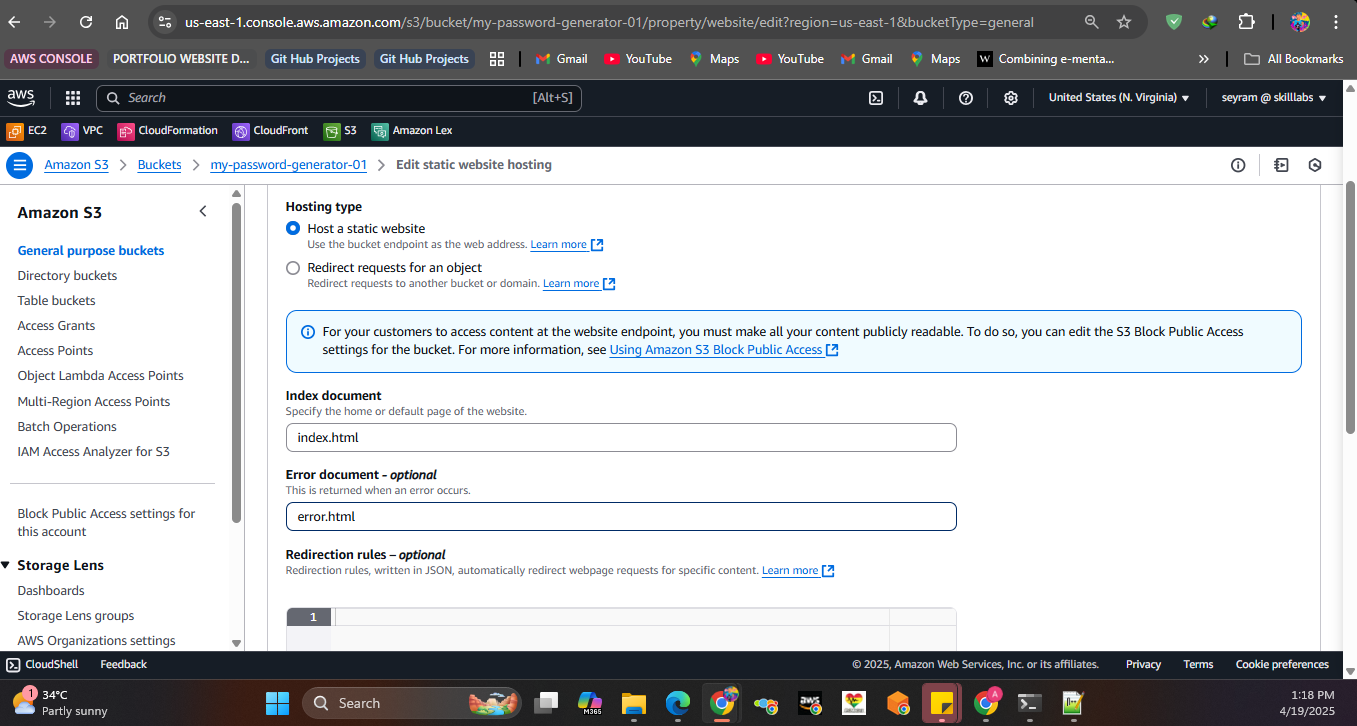 us-east-1.console.aws.amazon.com/s3/bucket/my-password-generator-01/property/website/edit?region=us-east-1&bucketType=general
AWS CONSOLE PORTFOLIO WEBSITE D... Git Hub Projects Git Hub Projects Gmail YouTube Maps YouTube Gmail Maps W Combining e-menta... » All Bookmarks
aws Search [Alt+S] United States (N. Virginia) seyram @ skilllabs
EC2 VPC CloudFormation CloudFront S3 Amazon Lex
Amazon S3 > Buckets > my-password-generator-01 > Edit static website hosting
Amazon S3
General purpose buckets
Directory buckets
Table buckets
Access Grants
Access Points
Object Lambda Access Points
Multi-Region Access Points
Batch Operations
IAM Access Analyzer for S3
Block Public Access settings for
this account
Storage Lens
Dashboards
Storage Lens groups
AWS Organizations settings
Hosting type
Host a static website
Use the bucket endpoint as the web address. Learn more
Redirect requests for an object
Redirect requests to another bucket or domain. Learn more
For your customers to access content at the website endpoint, you must make all your content publicly readable. To do so, you can edit the S3 Block Public Access
settings for the bucket. For more information, see Using Amazon S3 Block Public Access
Index document
Specify the home or default page of the website.
index.html
Error document - optional
This is returned when an error occurs.
error.html
Redirection rules – optional
Redirection rules, written in JSON, automatically redirect webpage requests for specific content. Learn more
1
CloudShell Feedback © 2025, Amazon Web Services, Inc. or its affiliates. Privacy Terms Cookie preferences
1 34°C
Partly sunny
Search
M365
aws
A
1:18 PM
4/19/2025